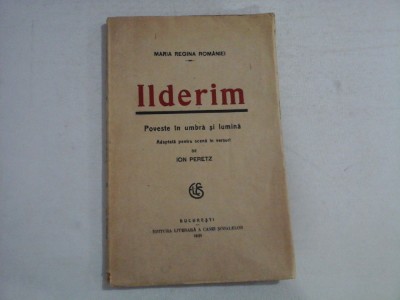 MARIA REGINA ROMÂNIEI
Ilderim
Poveste în umbră și lumină
Adaptată pentru scenă în versuri
DE
ION PERETZ
BUCUREȘTI
EDITURA LITERARĂ A CASEI ȘCOALELOR